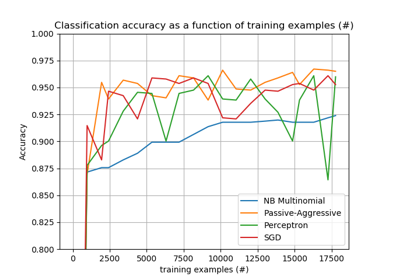 Classification accuracy as a function of training examples (#)
1.000
0.975
0.950
0.925
0.900
0.875
0.850
0.825
0.800
Accuracy
NB Multinomial
Passive-Aggressive
Perceptron
SGD
0 2500 5000 7500 10000 12500 15000 17500
training examples (#)